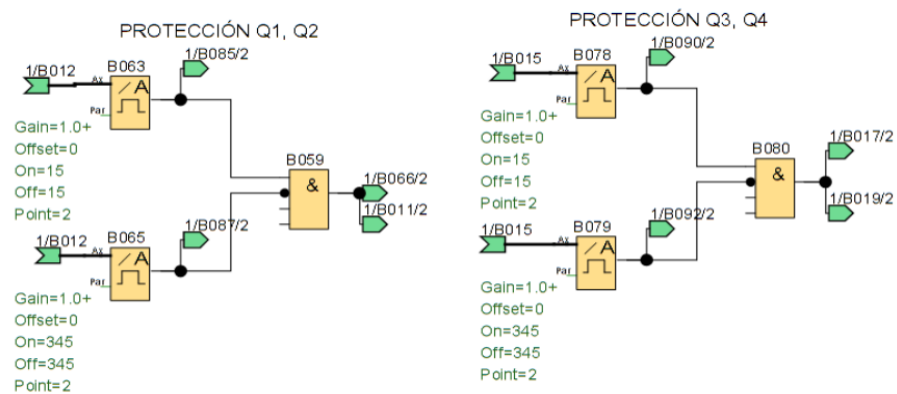 PROTECCIÓN Q1, Q2
1/B085/2
1/B012
B063
Ax
/A
Par
Gain=1.0+
Offset=0
On=15
Off=15
Point=2
B059
&
1/B066/2
1/B011/2
1/B087/2
1/B012
B065
Ax
/A
Par
Gain=1.0+
Offset=0
On=345
Off=345
Point=2
PROTECCIÓN Q3, Q4
1/B090/2
1/B015
B078
Ax
/A
Par
Gain=1.0+
Offset=0
On=15
Off=15
Point=2
B080
&
1/B017/2
1/B019/2
1/B092/2
1/B015
B079
Ax
/A
Par
Gain=1.0+
Offset=0
On=345
Off=345
Point=2